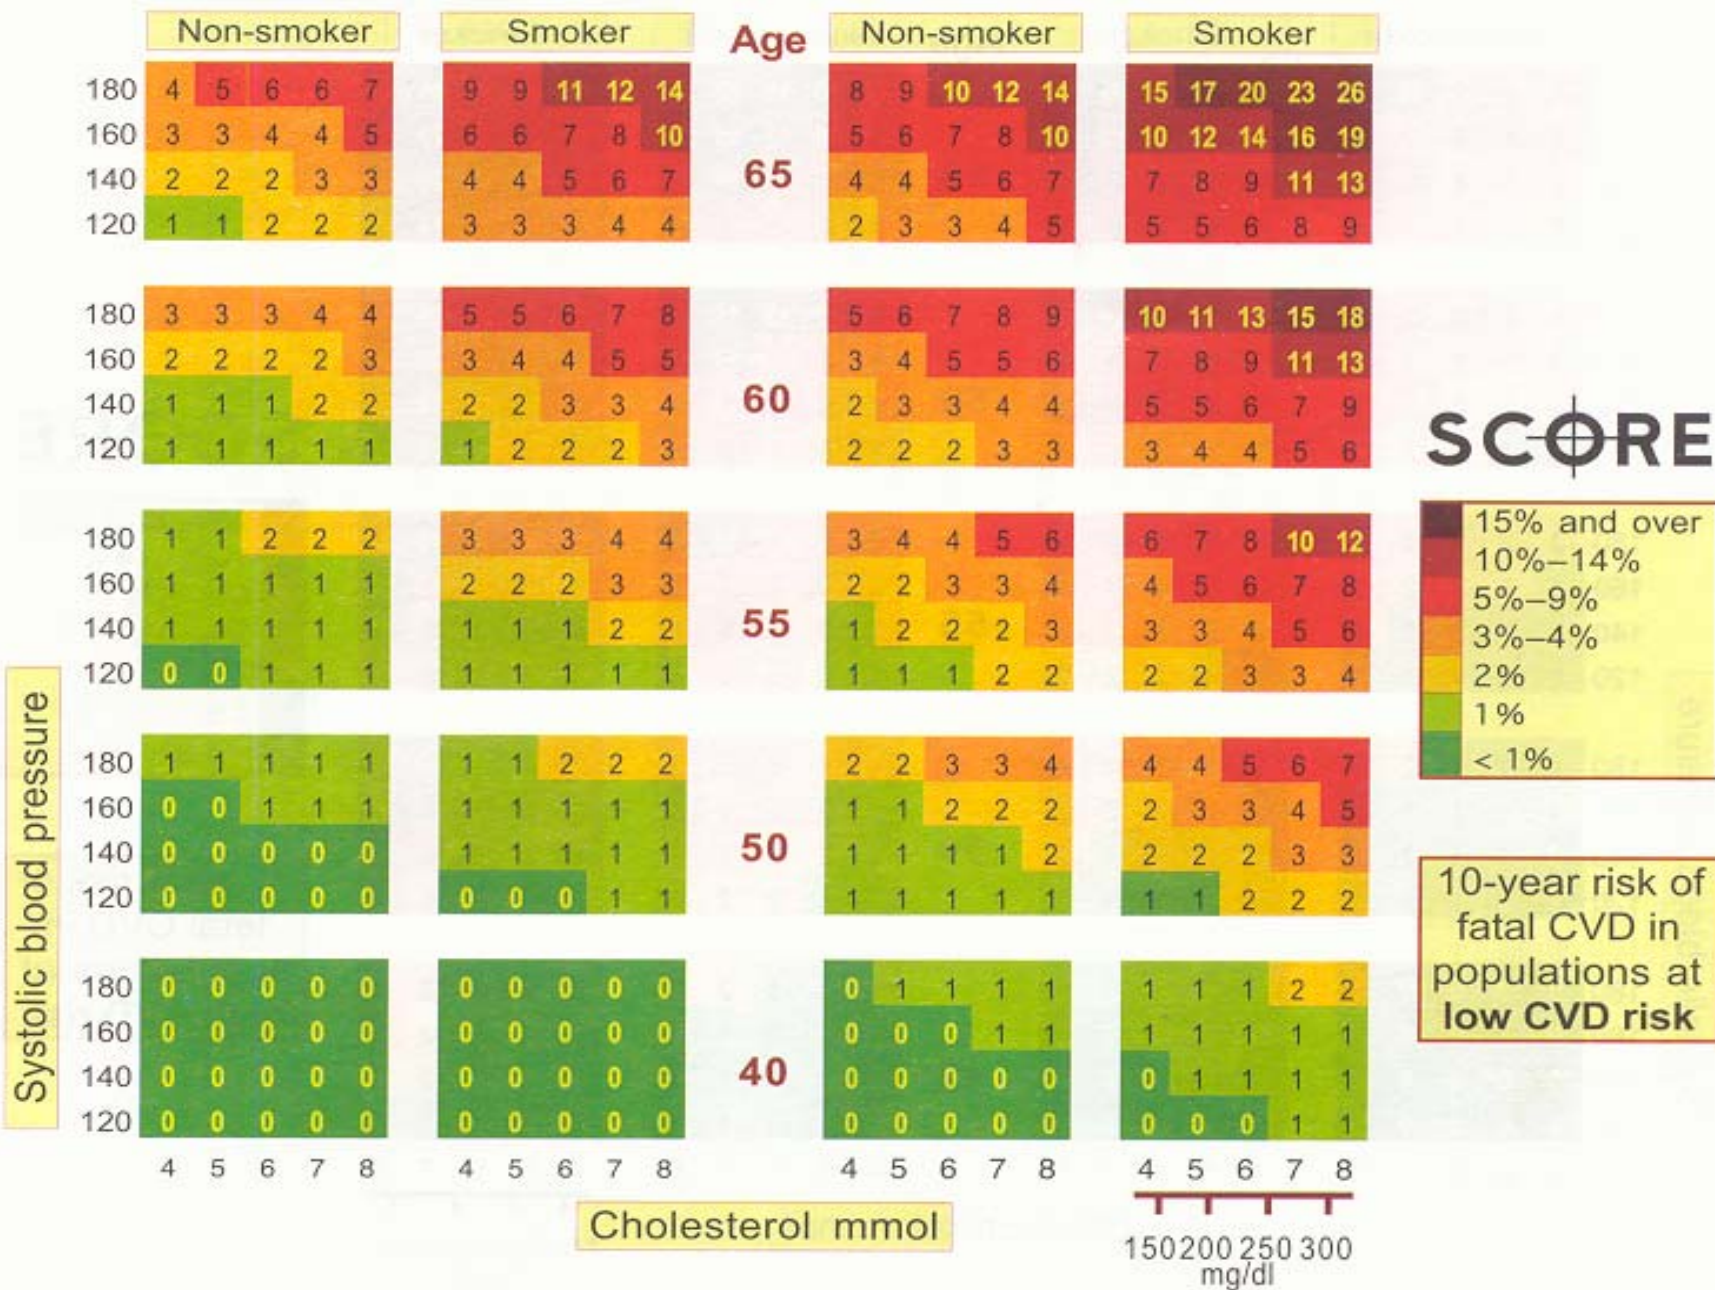 Non-smoker Smoker Age Non-smoker Smoker
180 4 5 6 6 7 9 9 11 12 14 8 9 10 12 14 15 17 20 23 26
160 3 3 4 4 5 6 6 7 8 10 5 6 7 8 10 10 12 14 16 19
65
140 2 2 2 3 3 4 4 5 6 7 4 4 5 6 7 7 8 9 11 13
120 1 1 2 2 2 3 3 3 4 4 2 3 3 4 5 5 5 6 8 9
180 3 3 3 4 4 5 5 6 7 8 5 6 7 8 9 10 11 13 15 18
160 2 2 2 2 3 3 4 4 5 5 3 4 5 5 6 7 8 9 11 13
60
140 1 1 1 2 2 2 2 3 3 4 2 3 3 4 4 5 5 6 7 9
120 1 1 1 1 1 1 2 2 2 3 2 2 2 3 3 3 4 4 5 6
180 1 1 2 2 2 3 3 3 4 4 3 4 4 5 6 6 7 8 10 12
160 1 1 1 1 1 2 2 2 3 3 2 2 3 3 4 4 5 6 7 8
55
140 1 1 1 1 1 1 1 1 2 2 1 2 2 2 3 3 3 4 5 6
120 0 0 1 1 1 1 1 1 1 1 1 1 1 2 2 2 2 3 3 4
180 1 1 1 1 1 1 1 2 2 2 2 2 3 3 4 4 4 5 6 7
160 0 0 1 1 1 1 1 1 1 1 1 1 2 2 2 2 3 3 4 5
50
140 0 0 0 0 0 1 1 1 1 1 1 1 1 1 2 2 2 2 3 3
120 0 0 0 0 0 0 0 0 1 1 1 1 1 1 1 1 1 2 2 2
180 0 0 0 0 0 0 0 0 0 0 0 1 1 1 1 1 1 1 2 2
160 0 0 0 0 0 0 0 0 0 0 0 0 0 1 1 1 1 1 1 1
40
140 0 0 0 0 0 0 0 0 0 0 0 0 0 0 0 0 1 1 1 1
120 0 0 0 0 0 0 0 0 0 0 0 0 0 0 0 0 0 0 1 1
4 5 6 7 8 4 5 6 7 8 4 5 6 7 8 4 5 6 7 8
Systolic blood pressure
Cholesterol mmol
150 200 250 300
mg/dl
SCORE
15% and over
10%–14%
5%–9%
3%–4%
2%
1%
< 1%
10-year risk of
fatal CVD in
populations at
low CVD risk